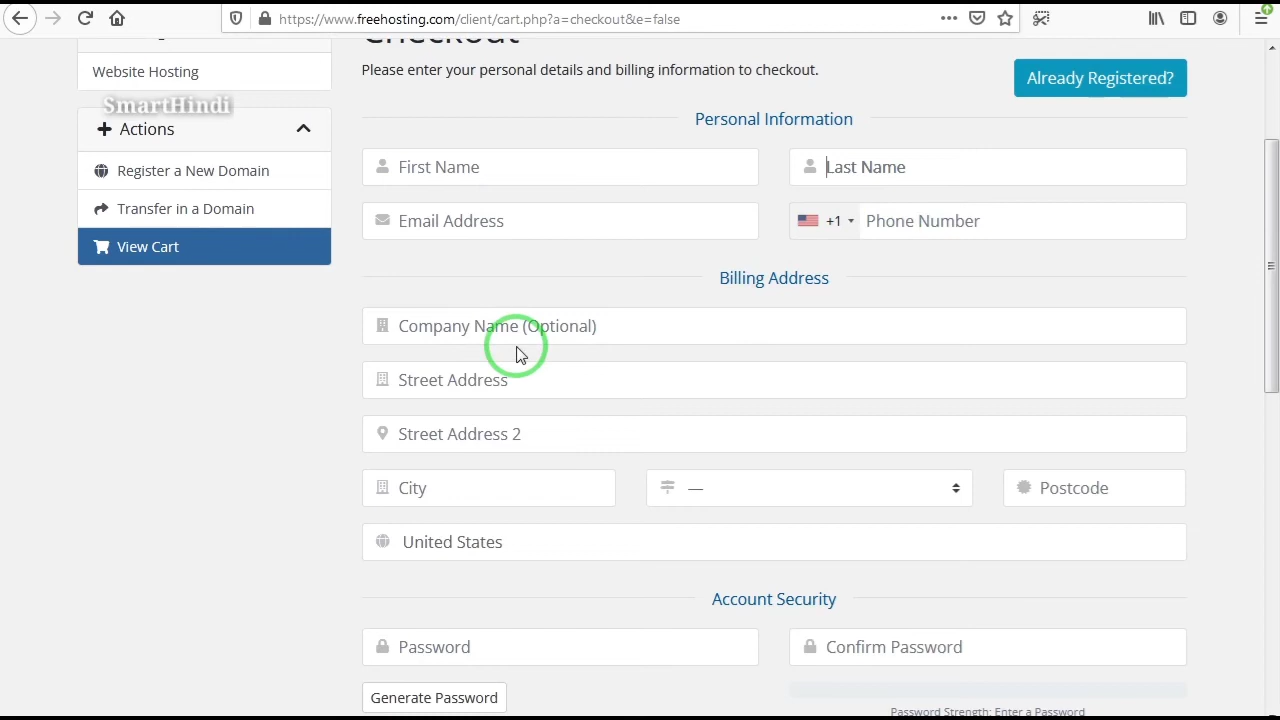 https://www.freehosting.com/client/cart.php?a=checkout&e=false
Checkout
Website Hosting
Please enter your personal details and billing information to checkout.
Already Registered?
SmartHindi
Actions
Register a New Domain
Transfer in a Domain
View Cart
Personal Information
First Name
Last Name
Email Address
+1
Phone Number
Billing Address
Company Name (Optional)
Street Address
Street Address 2
City
—
Postcode
United States
Account Security
Password
Confirm Password
Generate Password
Password Strength: Enter a Password